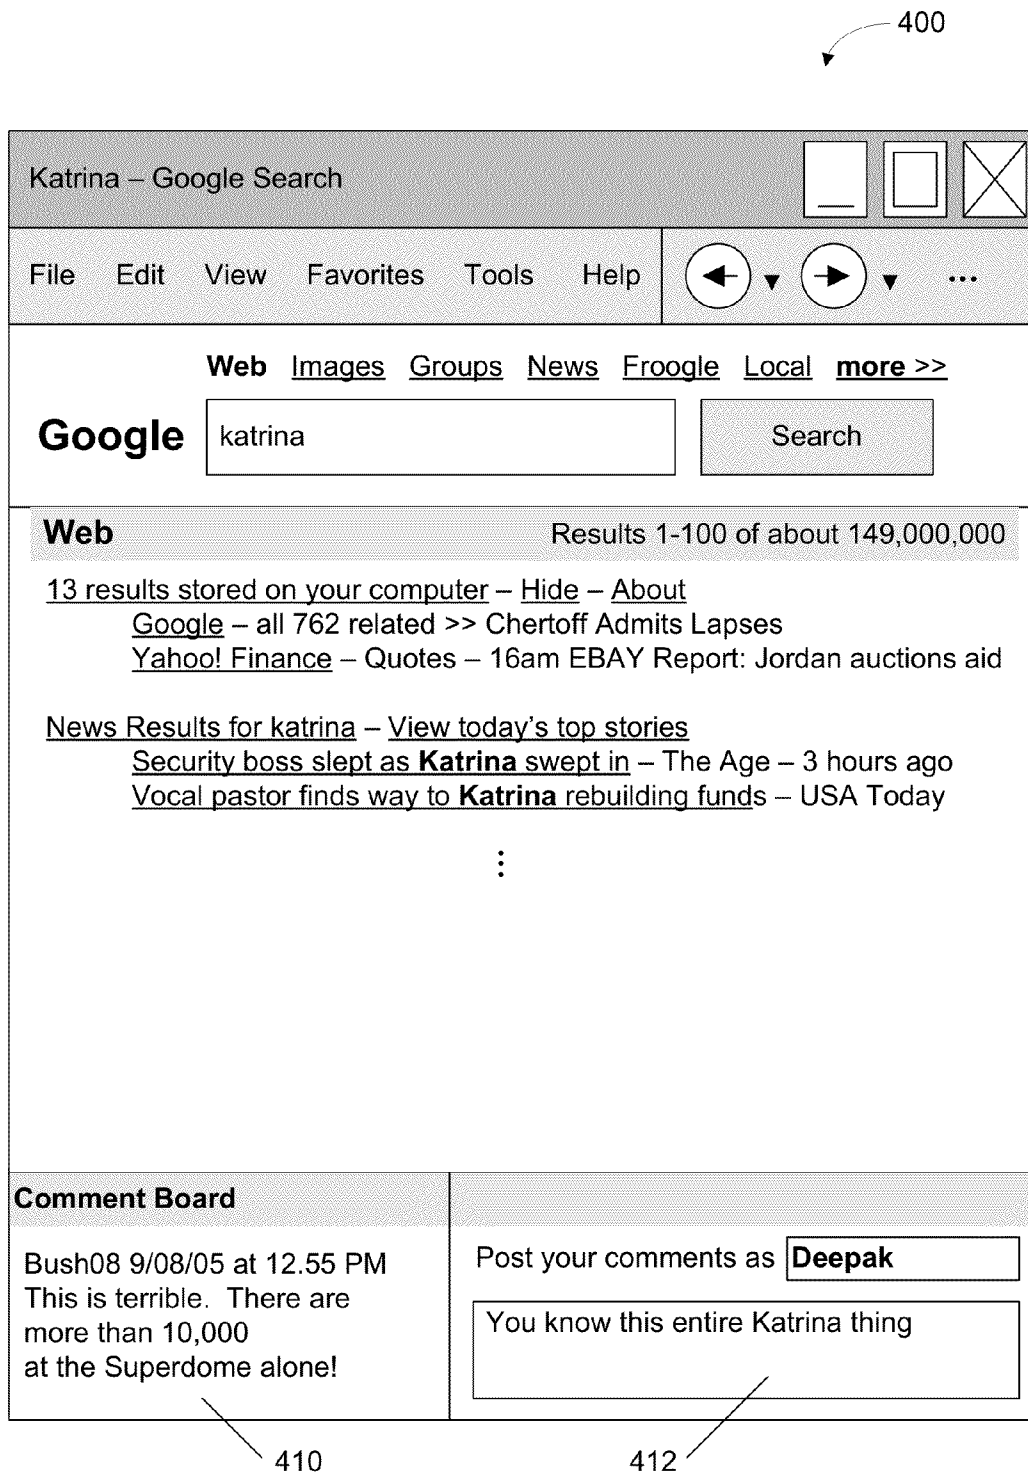 400
Katrina – Google Search
File Edit View Favorites Tools Help ...
Web Images Groups News Froogle Local more >>
Google katrina Search
Web Results 1-100 of about 149,000,000
13 results stored on your computer – Hide – About
Google – all 762 related >> Chertoff Admits Lapses
Yahoo! Finance – Quotes – 16am EBAY Report: Jordan auctions aid
News Results for katrina – View today's top stories
Security boss slept as Katrina swept in – The Age – 3 hours ago
Vocal pastor finds way to Katrina rebuilding funds – USA Today
Comment Board
Bush08 9/08/05 at 12.55 PM
This is terrible. There are
more than 10,000
at the Superdome alone!
Post your comments as Deepak
You know this entire Katrina thing
410
412